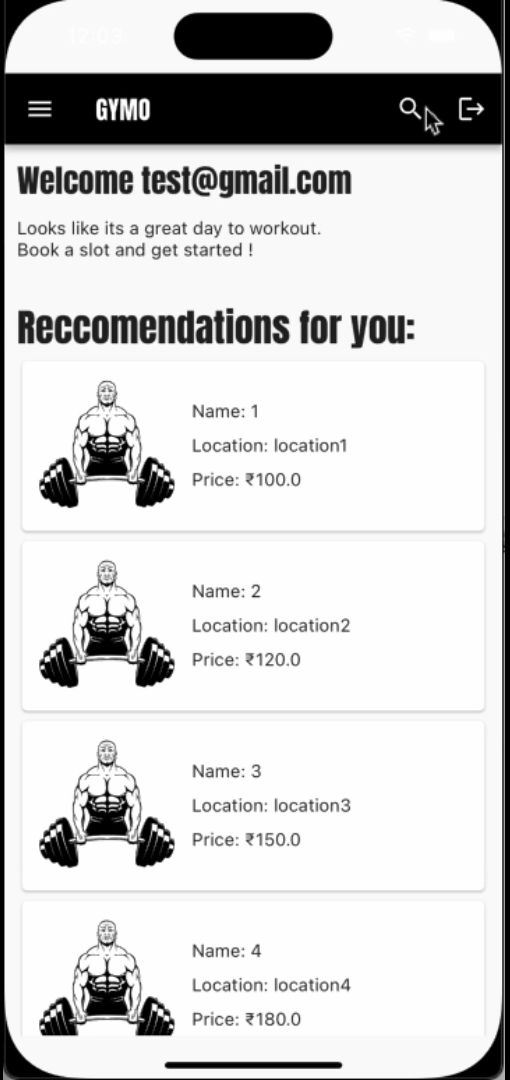 12:03
GYMO
Welcome test@gmail.com
Looks like its a great day to workout.
Book a slot and get started !
Reccomendations for you:
Name: 1
Location: location1
Price: ₹100.0
Name: 2
Location: location2
Price: ₹120.0
Name: 3
Location: location3
Price: ₹150.0
Name: 4
Location: location4
Price: ₹180.0